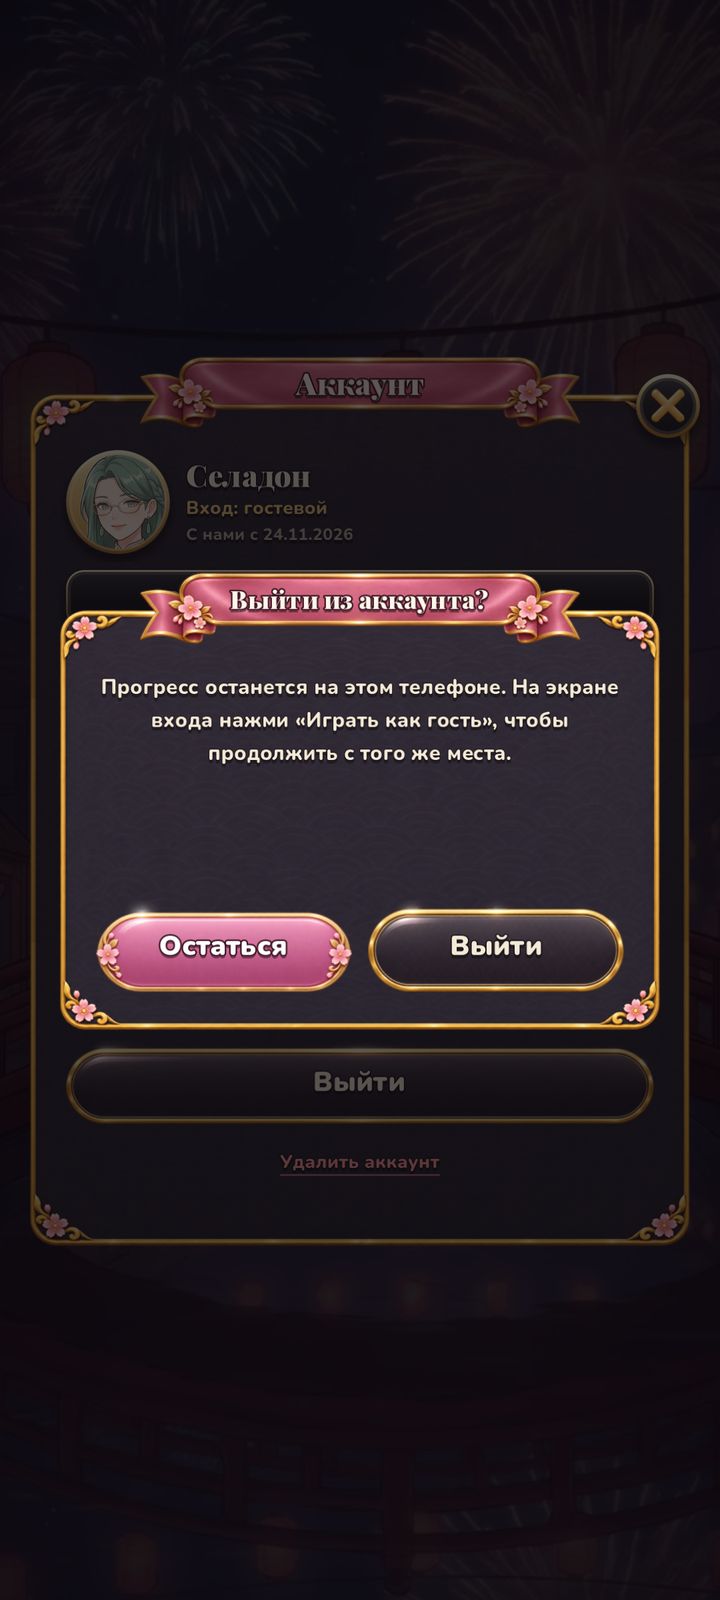 Аккаунт
Селадон
Вход: гостевой
С нами с 24.11.2026
Выйти из аккаунта?
Прогресс останется на этом телефоне. На экране
входа нажми «Играть как гость», чтобы
продолжить с того же места.
Остаться
Выйти
Выйти
Удалить аккаунт